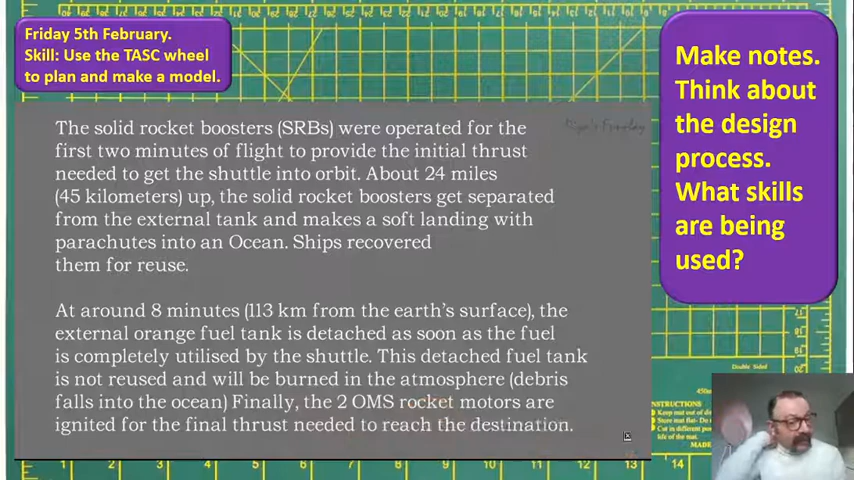 Friday 5th February.
Skill: Use the TASC wheel
to plan and make a model.
Make notes.
Think about
the design
process.
What skills
are being
used?
The solid rocket boosters (SRBs) were operated for the
first two minutes of flight to provide the initial thrust
needed to get the shuttle into orbit. About 24 miles
(45 kilometers) up, the solid rocket boosters get separated
from the external tank and makes a soft landing with
parachutes into an Ocean. Ships recovered
them for reuse.
At around 8 minutes (113 km from the earth's surface), the
external orange fuel tank is detached as soon as the fuel
is completely utilised by the shuttle. This detached fuel tank
is not reused and will be burned in the atmosphere (debris
falls into the ocean) Finally, the 2 OMS rocket motors are
ignited for the final thrust needed to reach the destination.
Double Sided
INSTRUCTIONS
1 2 3 4 5 6 7 8 9 10 11 12 13 14